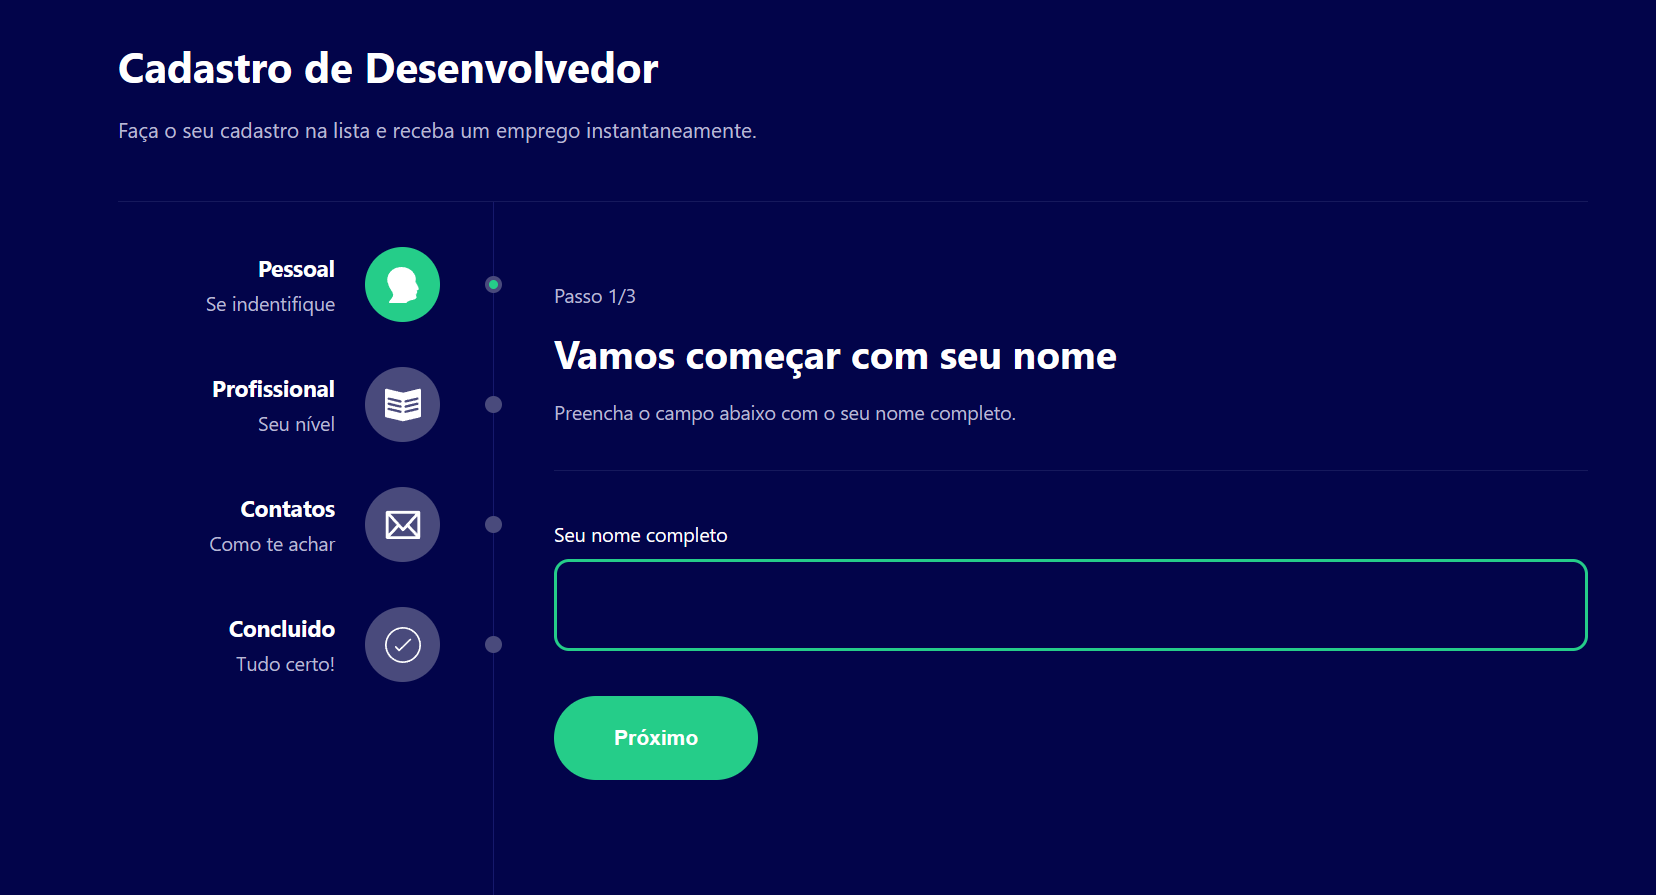 Cadastro de Desenvolvedor
Faça o seu cadastro na lista e receba um emprego instantaneamente.
Pessoal
Se indentifique
Profissional
Seu nível
Contatos
Como te achar
Concluido
Tudo certo!
Passo 1/3
Vamos começar com seu nome
Preencha o campo abaixo com o seu nome completo.
Seu nome completo
Próximo